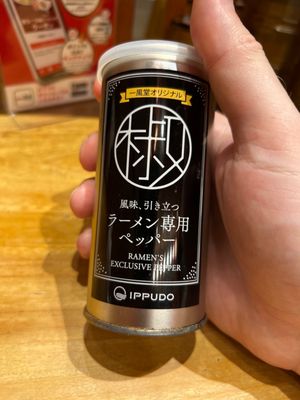 一風堂オリジナル
椒
風味、引き立つ
ラーメン専用
ペッパー
RAMEN'S
EXCLUSIVE PEPPER
IPPUDO